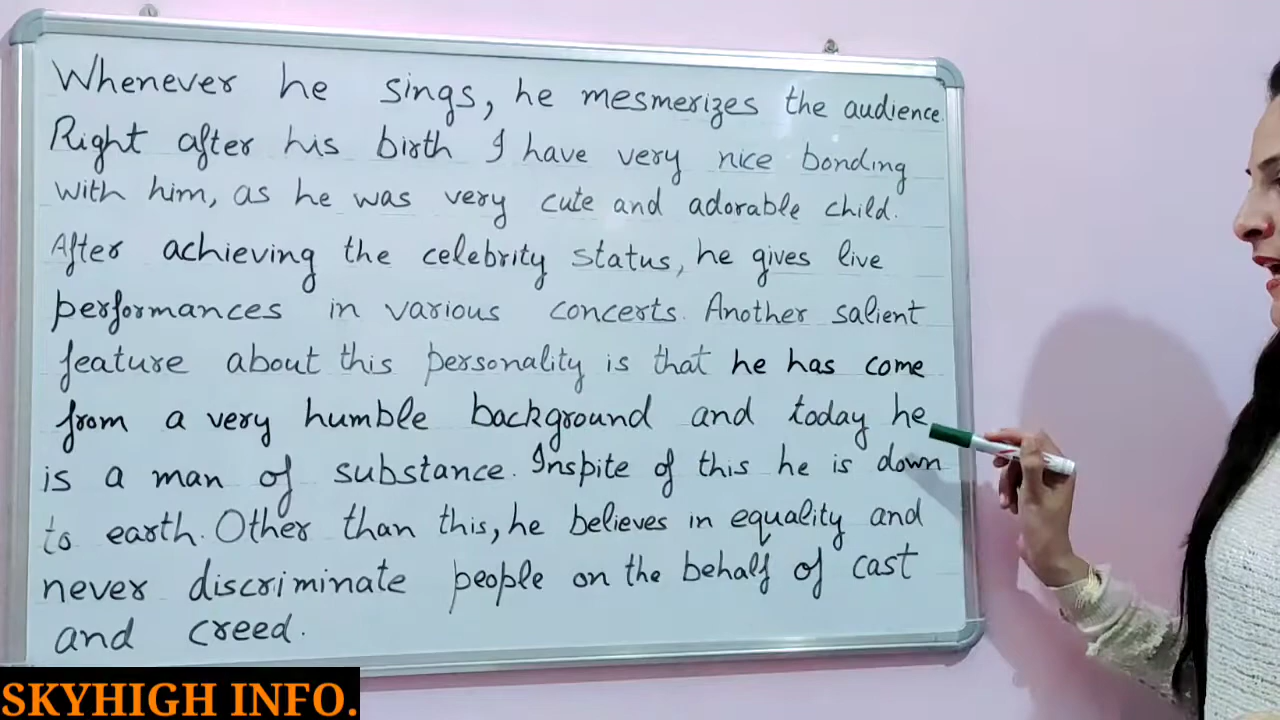 Whenever he sings, he mesmerizes the audience.
Right after his birth I have very nice bonding
with him, as he was very cute and adorable child.
After achieving the celebrity status, he gives live
performances in various concerts. Another salient
feature about this personality is that he has come
from a very humble background and today he
is a man of substance. Inspite of this he is down
to earth. Other than this, he believes in equality and
never discriminate people on the behalf of cast
and creed.
SKYHIGH INFO.